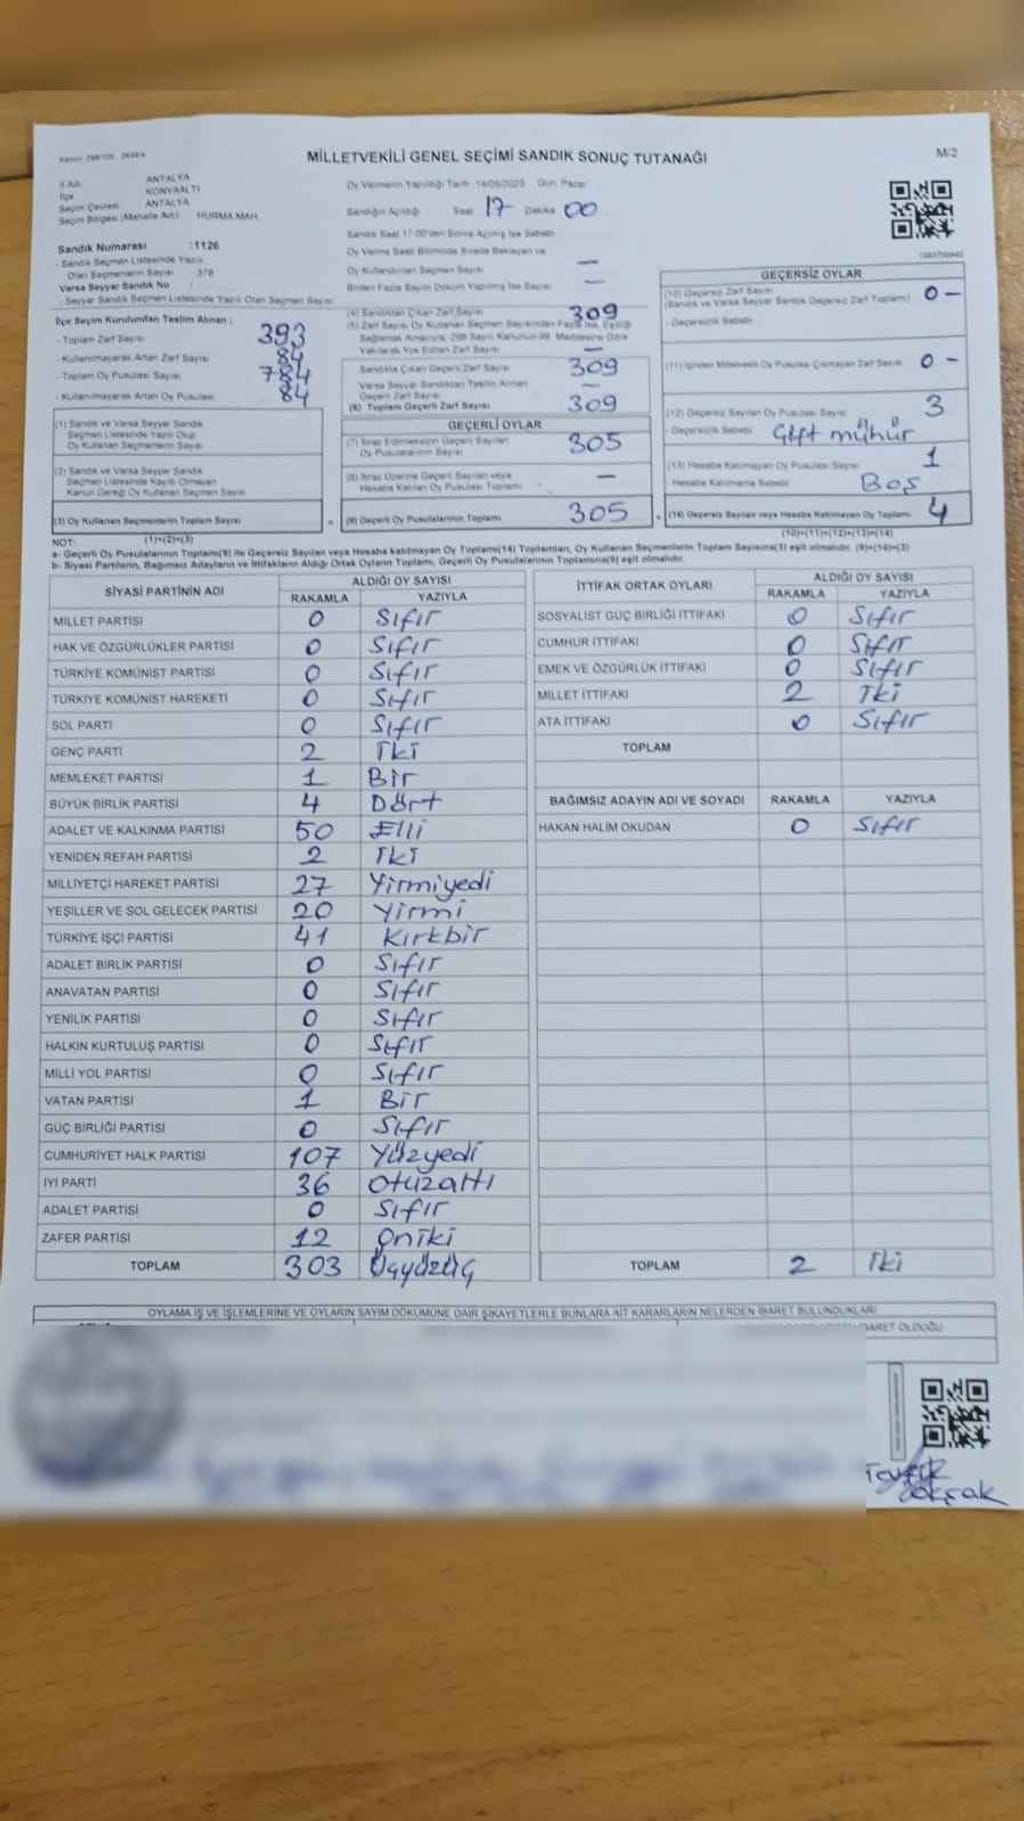 MİLLETVEKİLİ GENEL SEÇİMİ SANDIK SONUÇ TUTANAĞI
M/2
İl Adı ANTALYA
İlçe KONYAALTI
Seçim Çevresi ANTALYA
Seçim Bölgesi (Mahalle Adı) HURMA MAH.
Sandık Numarası :1126
- Sandık Seçmen Listesinde Yazılı
Olan Seçmenlerin Sayısı 378
Varsa Seyyar Sandık No :
- Seyyar Sandık Seçmen Listesinde Yazılı Olan Seçmen Sayısı
Oy Vermenin Yapıldığı Tarih :14/05/2023 Gün Pazar
Sandığın Açıldığı Saat 17 Dakika 00
Sandık Saat 17:00'den Sonra Açılmış İse Sebebi
Oy Verme Saati Bitiminde Sırada Bekleyen ve
Oy Kullandırılan Seçmen Sayısı —
Birden Fazla Sayım Döküm Yapılmış İse Sayısı —
İlçe Seçim Kurulundan Teslim Alınan ;
- Toplam Zarf Sayısı 393
- Kullanılmayarak Artan Zarf Sayısı 84
- Toplam Oy Pusulası Sayısı
- Kullanılmayarak Artan Oy Pusulası 84
(1) Sandık ve Varsa Seyyar Sandık
Seçmen Listesinde Yazılı Olup
Oy Kullanan Seçmenlerin Sayısı
(2) Sandık ve Varsa Seyyar Sandık
Seçmen Listesinde Kayıtlı Olmayan
Kanun Gereği Oy Kullanan Seçmen Sayısı
(3) Oy Kullanan Seçmenlerin Toplam Sayısı
(1)+(2)=(3)
(4) Sandıktan Çıkan Zarf Sayısı 309
(5) Zarf Sayısı Oy Kullanan Seçmen Sayısından Fazla İse, Eşitliği
Sağlamak Amacıyla, 298 Sayılı Kanunun 98. Maddesine Göre
Yakılarak Yok Edilen Zarf Sayısı —
Sandıkta Çıkan Geçerli Zarf Sayısı 309
Varsa Seyyar Sandıktan Teslim Alınan
Geçerli Zarf Sayısı —
(6) Toplam Geçerli Zarf Sayısı 309
GEÇERLİ OYLAR
(7) İtiraz Edilmeksizin Geçerli Sayılan
Oy Pusulalarının Sayısı 305
(8) İtiraz Üzerine Geçerli Sayılan veya
Hesaba Katılan Oy Pusulası Toplamı —
(9) Geçerli Oy Pusulalarının Toplamı 305
GEÇERSİZ OYLAR
(10) Geçersiz Zarf Sayısı 0 -
(Sandık ve Varsa Seyyar Sandık Geçersiz Zarf Toplamı)
- Geçersizlik Sebebi
(11) İçinden Milletvekili Oy Pusulası Çıkmayan Zarf Sayısı 0 -
(12) Geçersiz Sayılan Oy Pusulası Sayısı 3
- Geçersizlik Sebebi Çift mühür
(13) Hesaba Katılmayan Oy Pusulası Sayısı 1
- Hesaba Katılmama Sebebi Boş
(14) Geçersiz Sayılan veya Hesaba Katılmayan Oy Toplamı 4
(10)+(11)+(12)+(13)=(14)
NOT:
a- Geçerli Oy Pusulalarının Toplamı(9) ile Geçersiz Sayılan veya Hesaba katılmayan Oy Toplamı(14) Toplamları, Oy Kullanan Seçmenlerin Toplam Sayısına(3) eşit olmalıdır. (9)+(14)=(3)
b- Siyasi Partilerin, Bağımsız Adayların ve İttifakların Aldığı Ortak Oyların Toplamı, Geçerli Oy Pusulalarının Toplamına(9) eşit olmalıdır.
SİYASİ PARTİNİN ADI ALDIĞI OY SAYISI
RAKAMLA YAZIYLA
MİLLET PARTİSİ 0 Sıfır
HAK VE ÖZGÜRLÜKLER PARTİSİ 0 Sıfır
TÜRKİYE KOMÜNİST PARTİSİ 0 Sıfır
TÜRKİYE KOMÜNİST HAREKETİ 0 Sıfır
SOL PARTİ 0 Sıfır
GENÇ PARTİ 2 İki
MEMLEKET PARTİSİ 1 Bir
BÜYÜK BİRLİK PARTİSİ 4 Dört
ADALET VE KALKINMA PARTİSİ 50 Elli
YENİDEN REFAH PARTİSİ 2 İki
MİLLİYETÇİ HAREKET PARTİSİ 27 Yirmiyedi
YEŞİLLER VE SOL GELECEK PARTİSİ 20 Yirmi
TÜRKİYE İŞÇİ PARTİSİ 41 Kırkbir
ADALET BİRLİK PARTİSİ 0 Sıfır
ANAVATAN PARTİSİ 0 Sıfır
YENİLİK PARTİSİ 0 Sıfır
HALKIN KURTULUŞ PARTİSİ 0 Sıfır
MİLLİ YOL PARTİSİ 0 Sıfır
VATAN PARTİSİ 1 Bir
GÜÇ BİRLİĞİ PARTİSİ 0 Sıfır
CUMHURİYET HALK PARTİSİ 107 Yüzyedi
İYİ PARTİ 36 Otuzaltı
ADALET PARTİSİ 0 Sıfır
ZAFER PARTİSİ 12 Oniki
TOPLAM 303 Üçyüzüç
İTTİFAK ORTAK OYLARI ALDIĞI OY SAYISI
RAKAMLA YAZIYLA
SOSYALİST GÜÇ BİRLİĞİ İTTİFAKI 0 Sıfır
CUMHUR İTTİFAKI 0 Sıfır
EMEK VE ÖZGÜRLÜK İTTİFAKI 0 Sıfır
MİLLET İTTİFAKI 2 İki
ATA İTTİFAKI 0 Sıfır
TOPLAM
BAĞIMSIZ ADAYIN ADI VE SOYADI RAKAMLA YAZIYLA
HAKAN HALİM OKUDAN 0 Sıfır
TOPLAM 2 İki
OYLAMA İŞ VE İŞLEMLERİNE VE OYLARIN SAYIM DÖKÜMÜNE DAİR ŞİKAYETLERLE BUNLARA AİT KARARLARIN NELERDEN İBARET BULUNDUKLARI
İBARET OLDUĞU